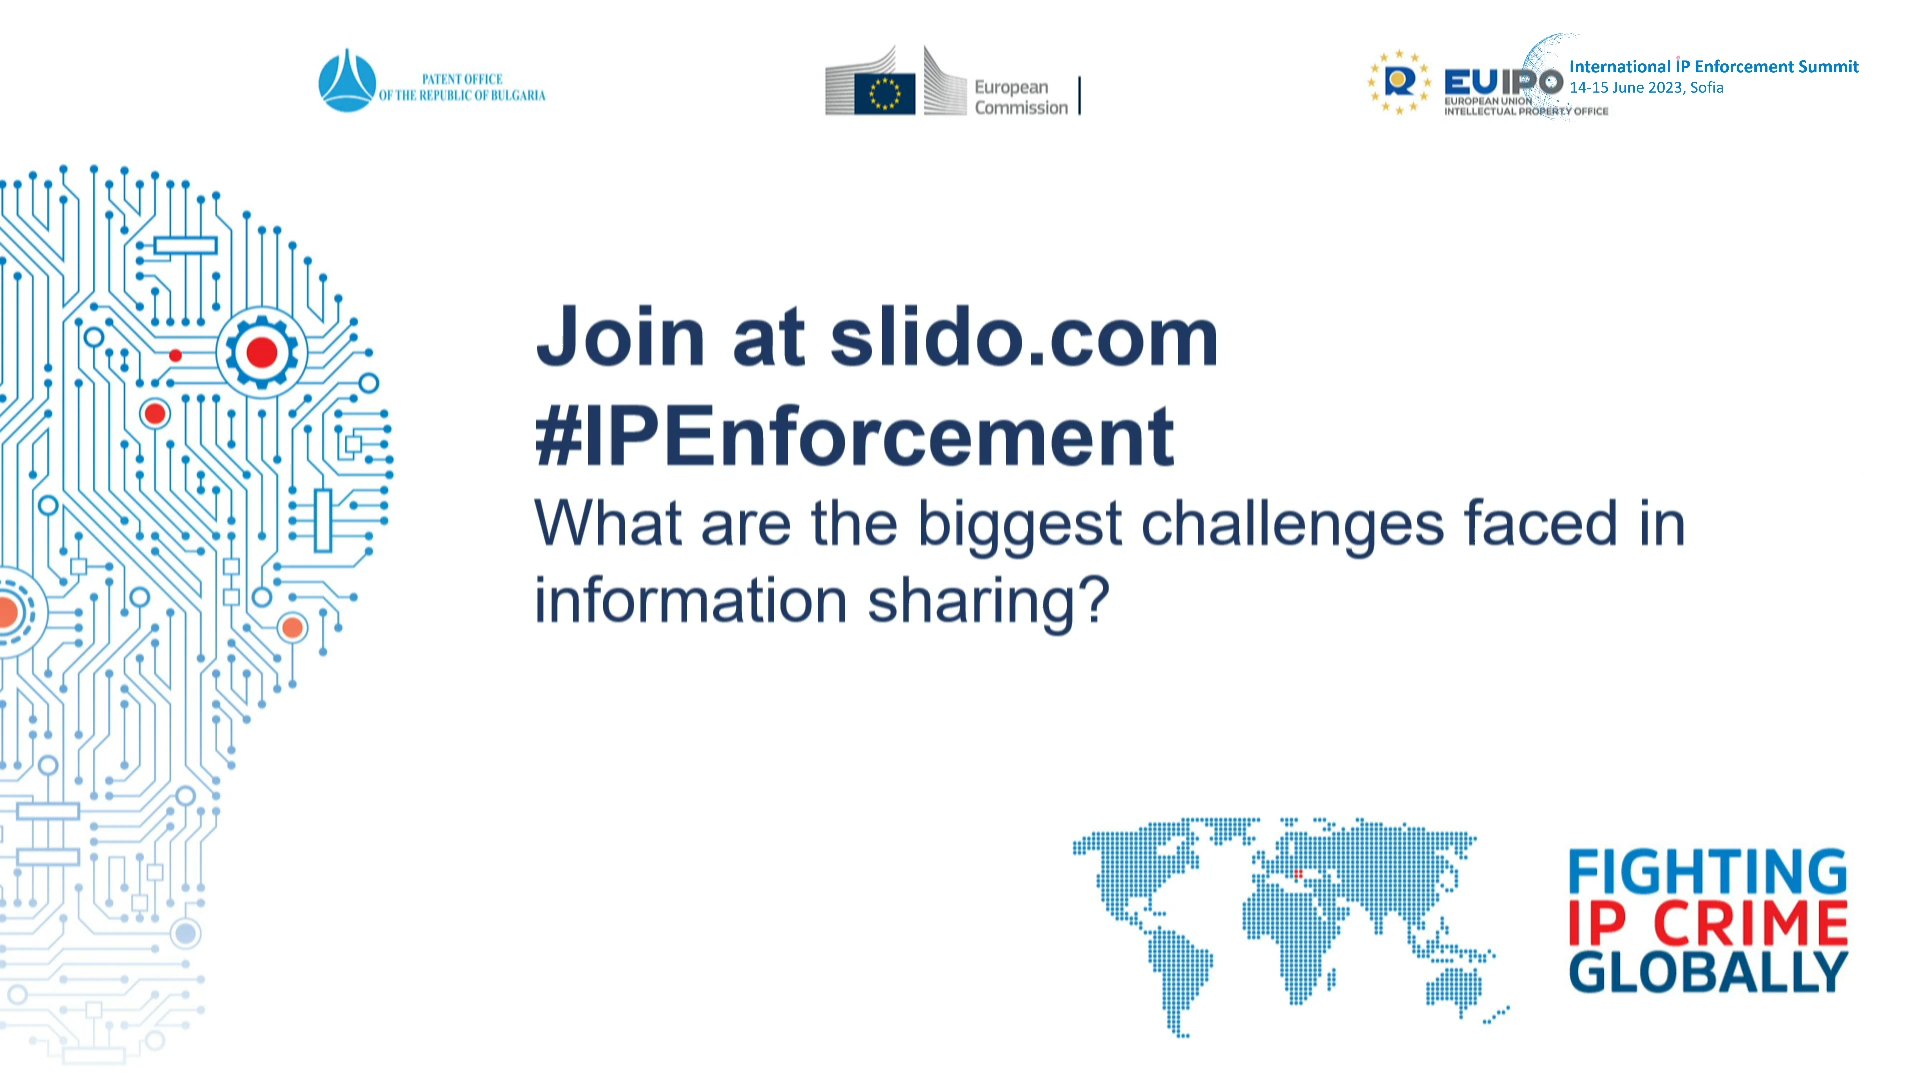 PATENT OFFICE
OF THE REPUBLIC OF BULGARIA
European
Commission
EUIPO
EUROPEAN UNION
INTELLECTUAL PROPERTY OFFICE
International IP Enforcement Summit
14-15 June 2023, Sofia
Join at slido.com
#IPEnforcement
What are the biggest challenges faced in
information sharing?
FIGHTING
IP CRIME
GLOBALLY